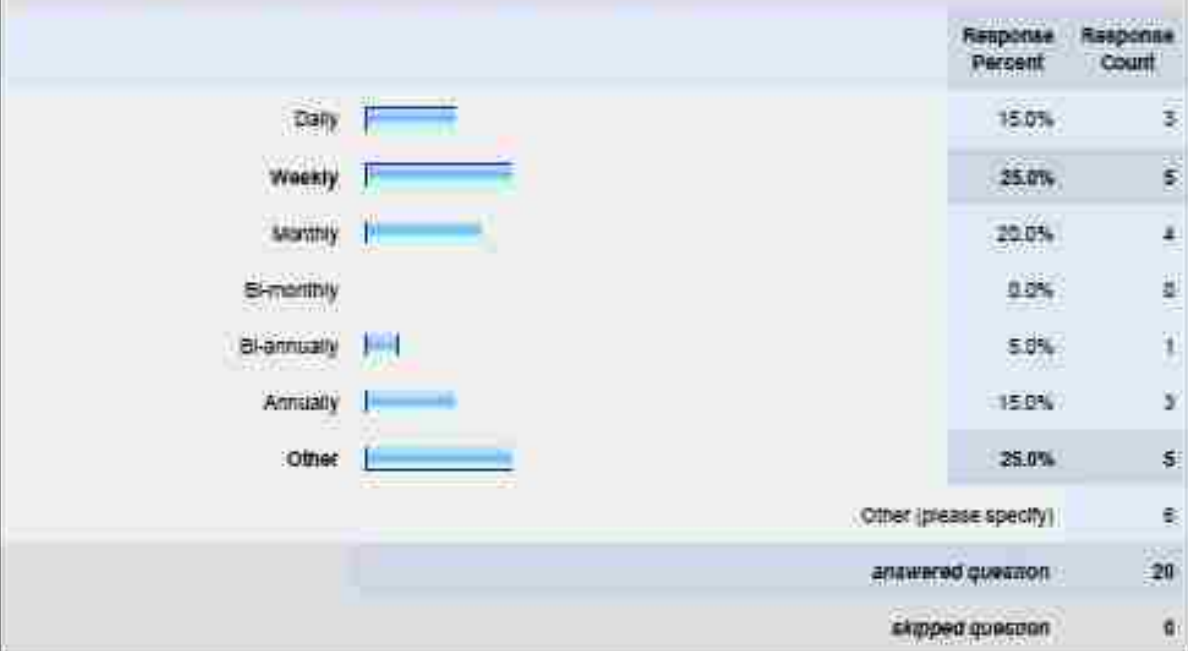 Response Percent Response Count
Daily 15.0% 3
Weekly 25.0% 5
Monthly 20.0% 4
Bi-monthly 0.0% 0
Bi-annually 5.0% 1
Annually 15.0% 3
Other 25.0% 5
Other (please specify)
answered question 20
skipped question